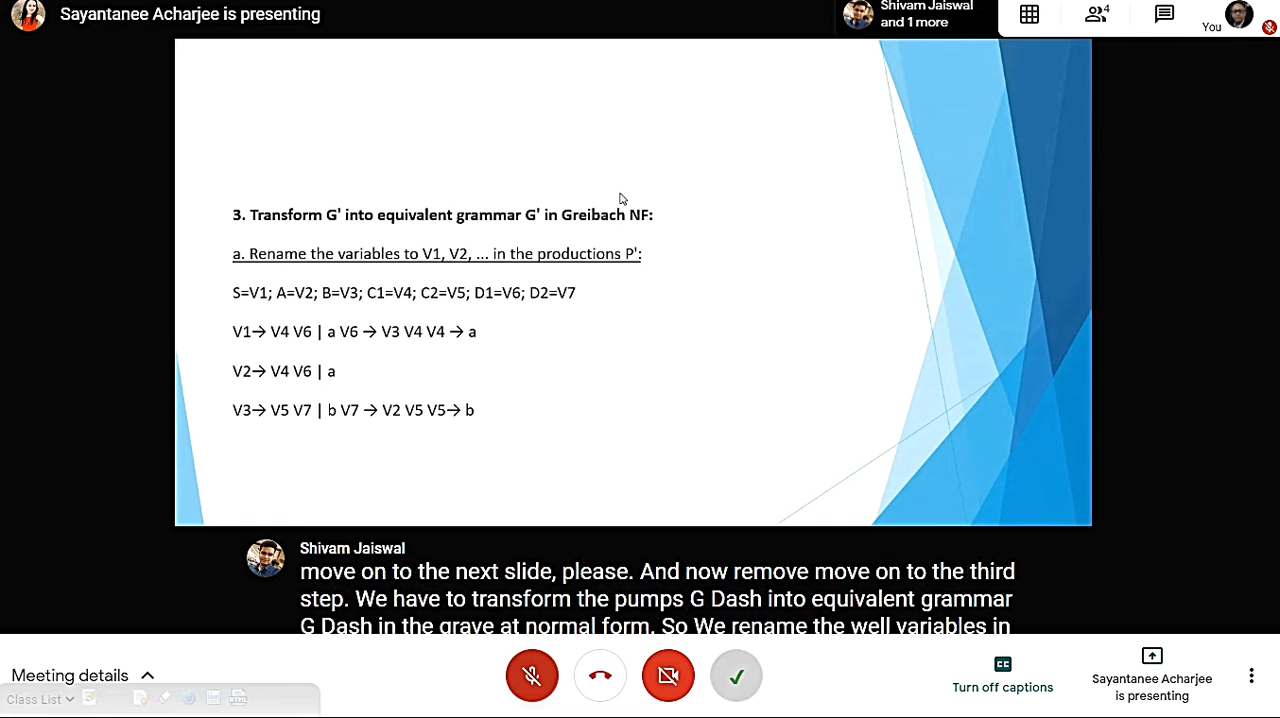 Sayantanee Acharjee is presenting
Shivam Jaiswal
and 1 more
4
You
3. Transform G' into equivalent grammar G' in Greibach NF:
a. Rename the variables to V1, V2, ... in the productions P':
S=V1; A=V2; B=V3; C1=V4; C2=V5; D1=V6; D2=V7
V1→ V4 V6 | a V6 → V3 V4 V4 → a
V2→ V4 V6 | a
V3→ V5 V7 | b V7 → V2 V5 V5→ b
Shivam Jaiswal
move on to the next slide, please. And now remove move on to the third
step. We have to transform the pumps G Dash into equivalent grammar
G Dash in the grave at normal form. So We rename the well variables in
Meeting details
Class List
CC
Turn off captions
Sayantanee Acharjee
is presenting